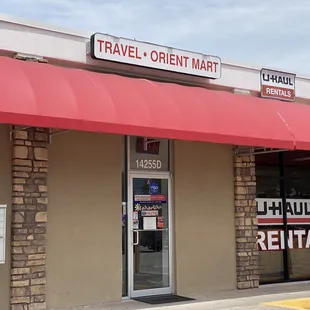 TRAVEL • ORIENT MART
U-HAUL
RENTALS
14255D
U-HAUL
RENTA